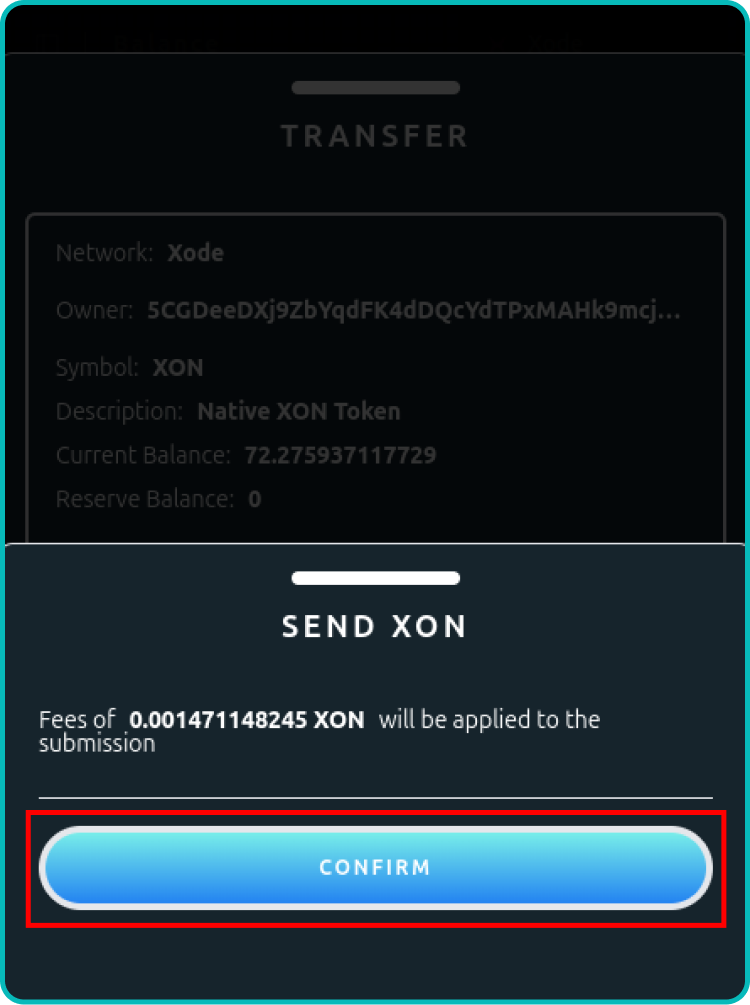 TRANSFER
Network: Xode
Owner: 5CGDeeDXj9ZbYqdFK4dDQcYdTPxMAHk9mcj...
Symbol: XON
Description: Native XON Token
Current Balance: 72.275937117729
Reserve Balance: 0
SEND XON
Fees of 0.001471148245 XON will be applied to the
submission
CONFIRM